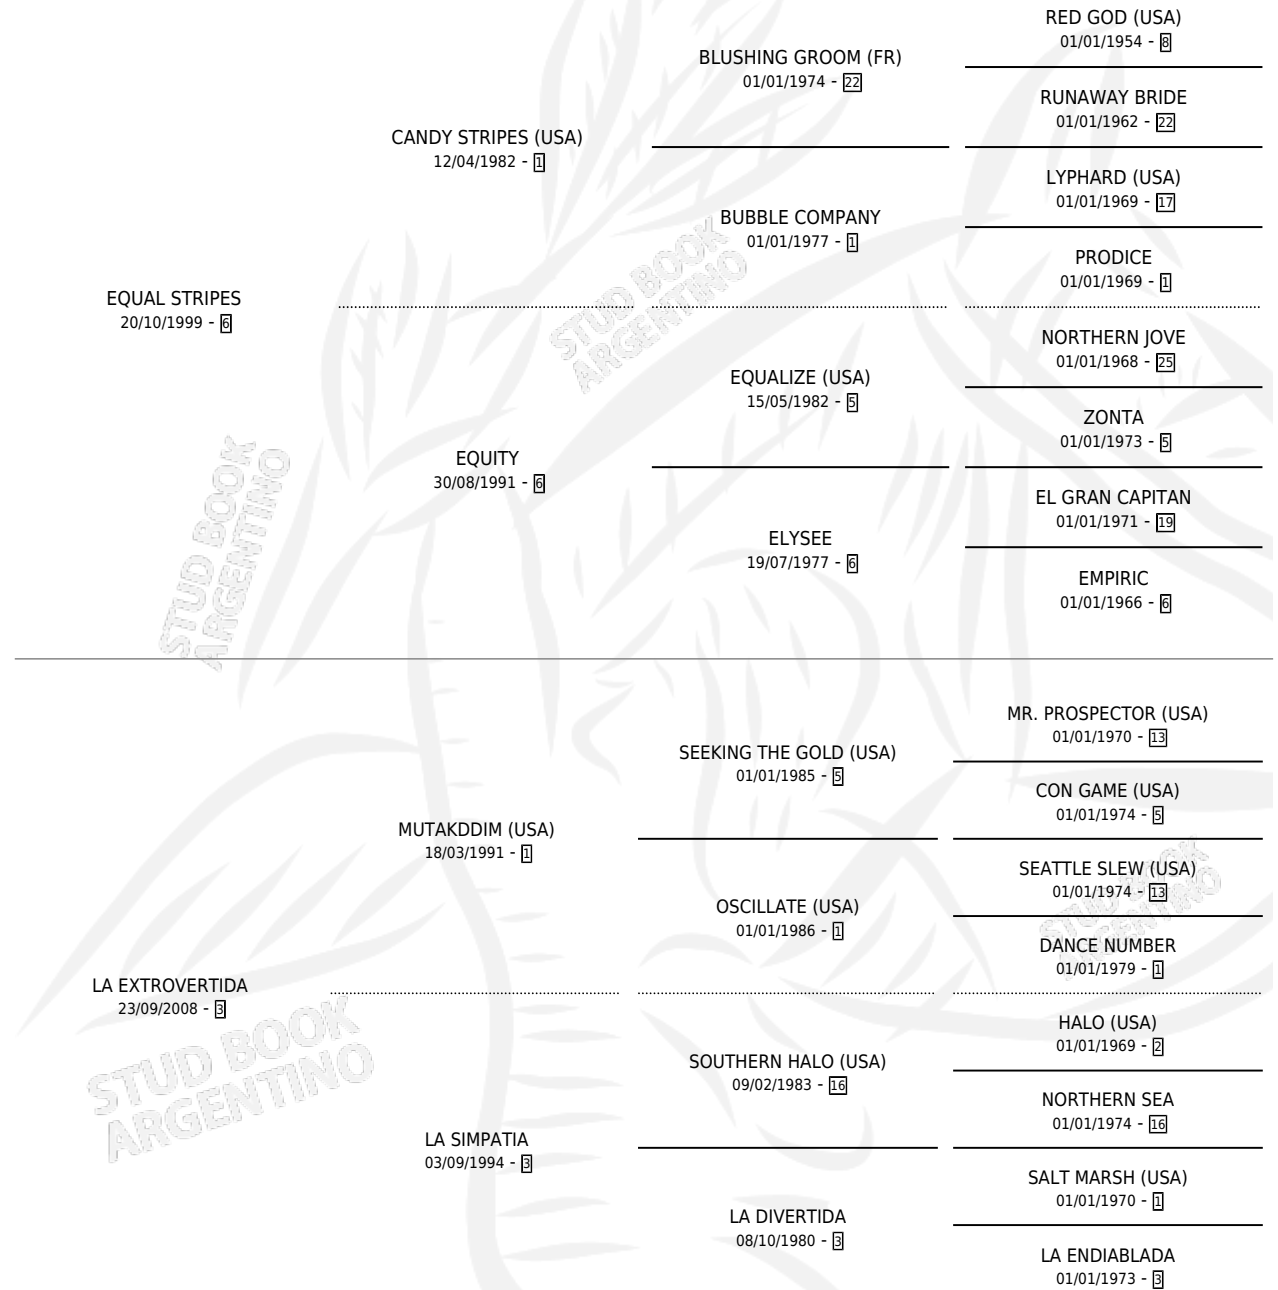 RED GOD (USA)
01/01/1954 - 8
BLUSHING GROOM (FR)
01/01/1974 - 22
RUNAWAY BRIDE
01/01/1962 - 22
CANDY STRIPES (USA)
12/04/1982 - 1
LYPHARD (USA)
01/01/1969 - 17
BUBBLE COMPANY
01/01/1977 - 1
PRODICE
01/01/1969 - 1
EQUAL STRIPES
20/10/1999 - 6
STUD BOOK
ARGENTINO
NORTHERN JOVE
01/01/1968 - 25
EQUALIZE (USA)
15/05/1982 - 5
ZONTA
01/01/1973 - 5
EQUITY
30/08/1991 - 6
EL GRAN CAPITAN
01/01/1971 - 19
ELYSEE
19/07/1977 - 6
EMPIRIC
01/01/1966 - 6
STUD BOOK
ARGENTINO
MR. PROSPECTOR (USA)
01/01/1970 - 13
SEEKING THE GOLD (USA)
01/01/1985 - 5
CON GAME (USA)
01/01/1974 - 5
MUTAKDDIM (USA)
18/03/1991 - 1
SEATTLE SLEW (USA)
01/01/1974 - 13
STUD BOOK
ARGENTINO
OSCILLATE (USA)
01/01/1986 - 1
DANCE NUMBER
01/01/1979 - 1
LA EXTROVERTIDA
23/09/2008 - 3
STUD BOOK
ARGENTINO
HALO (USA)
01/01/1969 - 2
SOUTHERN HALO (USA)
09/02/1983 - 16
NORTHERN SEA
01/01/1974 - 16
LA SIMPATIA
03/09/1994 - 3
SALT MARSH (USA)
01/01/1970 - 1
LA DIVERTIDA
08/10/1980 - 3
LA ENDIABLADA
01/01/1973 - 3